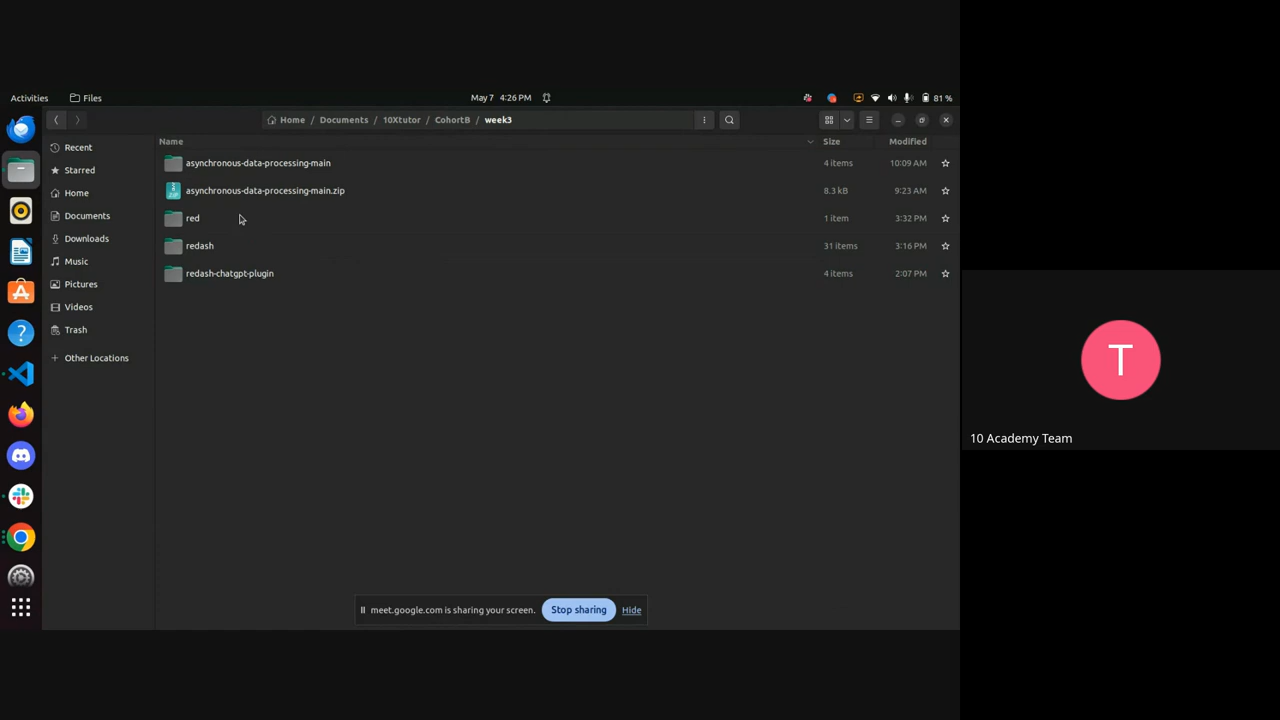 Activities Files May 7 4:26 PM 81 %
Home / Documents / 10Xtutor / CohortB / week3
Name Size Modified
Recent
Starred
Home
Documents
Downloads
Music
Pictures
Videos
Trash
+ Other Locations
asynchronous-data-processing-main 4 items 10:09 AM
asynchronous-data-processing-main.zip 8.3 kB 9:23 AM
red 1 item 3:32 PM
redash 31 items 3:16 PM
redash-chatgpt-plugin 4 items 2:07 PM
meet.google.com is sharing your screen. Stop sharing Hide
T
10 Academy Team